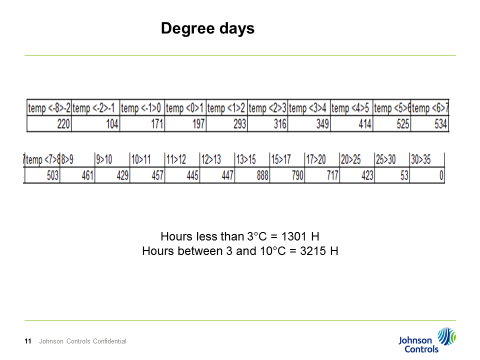 Degree days
temp <-8>-2 temp <-2>-1 temp <-1>0 temp <0>1 temp <1>2 temp <2>3 temp <3>4 temp <4>5 temp <5>6 temp <6>7
220 104 171 197 293 316 349 414 525 534
temp <7>8 8>9 9>10 10>11 11>12 12>13 13>15 15>17 17>20 20>25 25>30 30>35
503 461 429 457 445 447 888 790 717 423 53 0
Hours less than 3°C = 1301 H
Hours between 3 and 10°C = 3215 H
11 Johnson Controls Confidential
Johnson
Controls